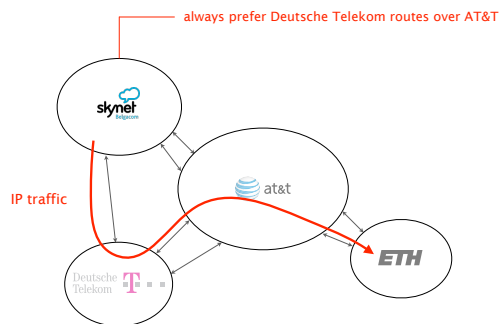 always prefer Deutsche Telekom routes over AT&T
skynet
Belgacom
at&t
IP traffic
ETH
Deutsche
Telekom
T